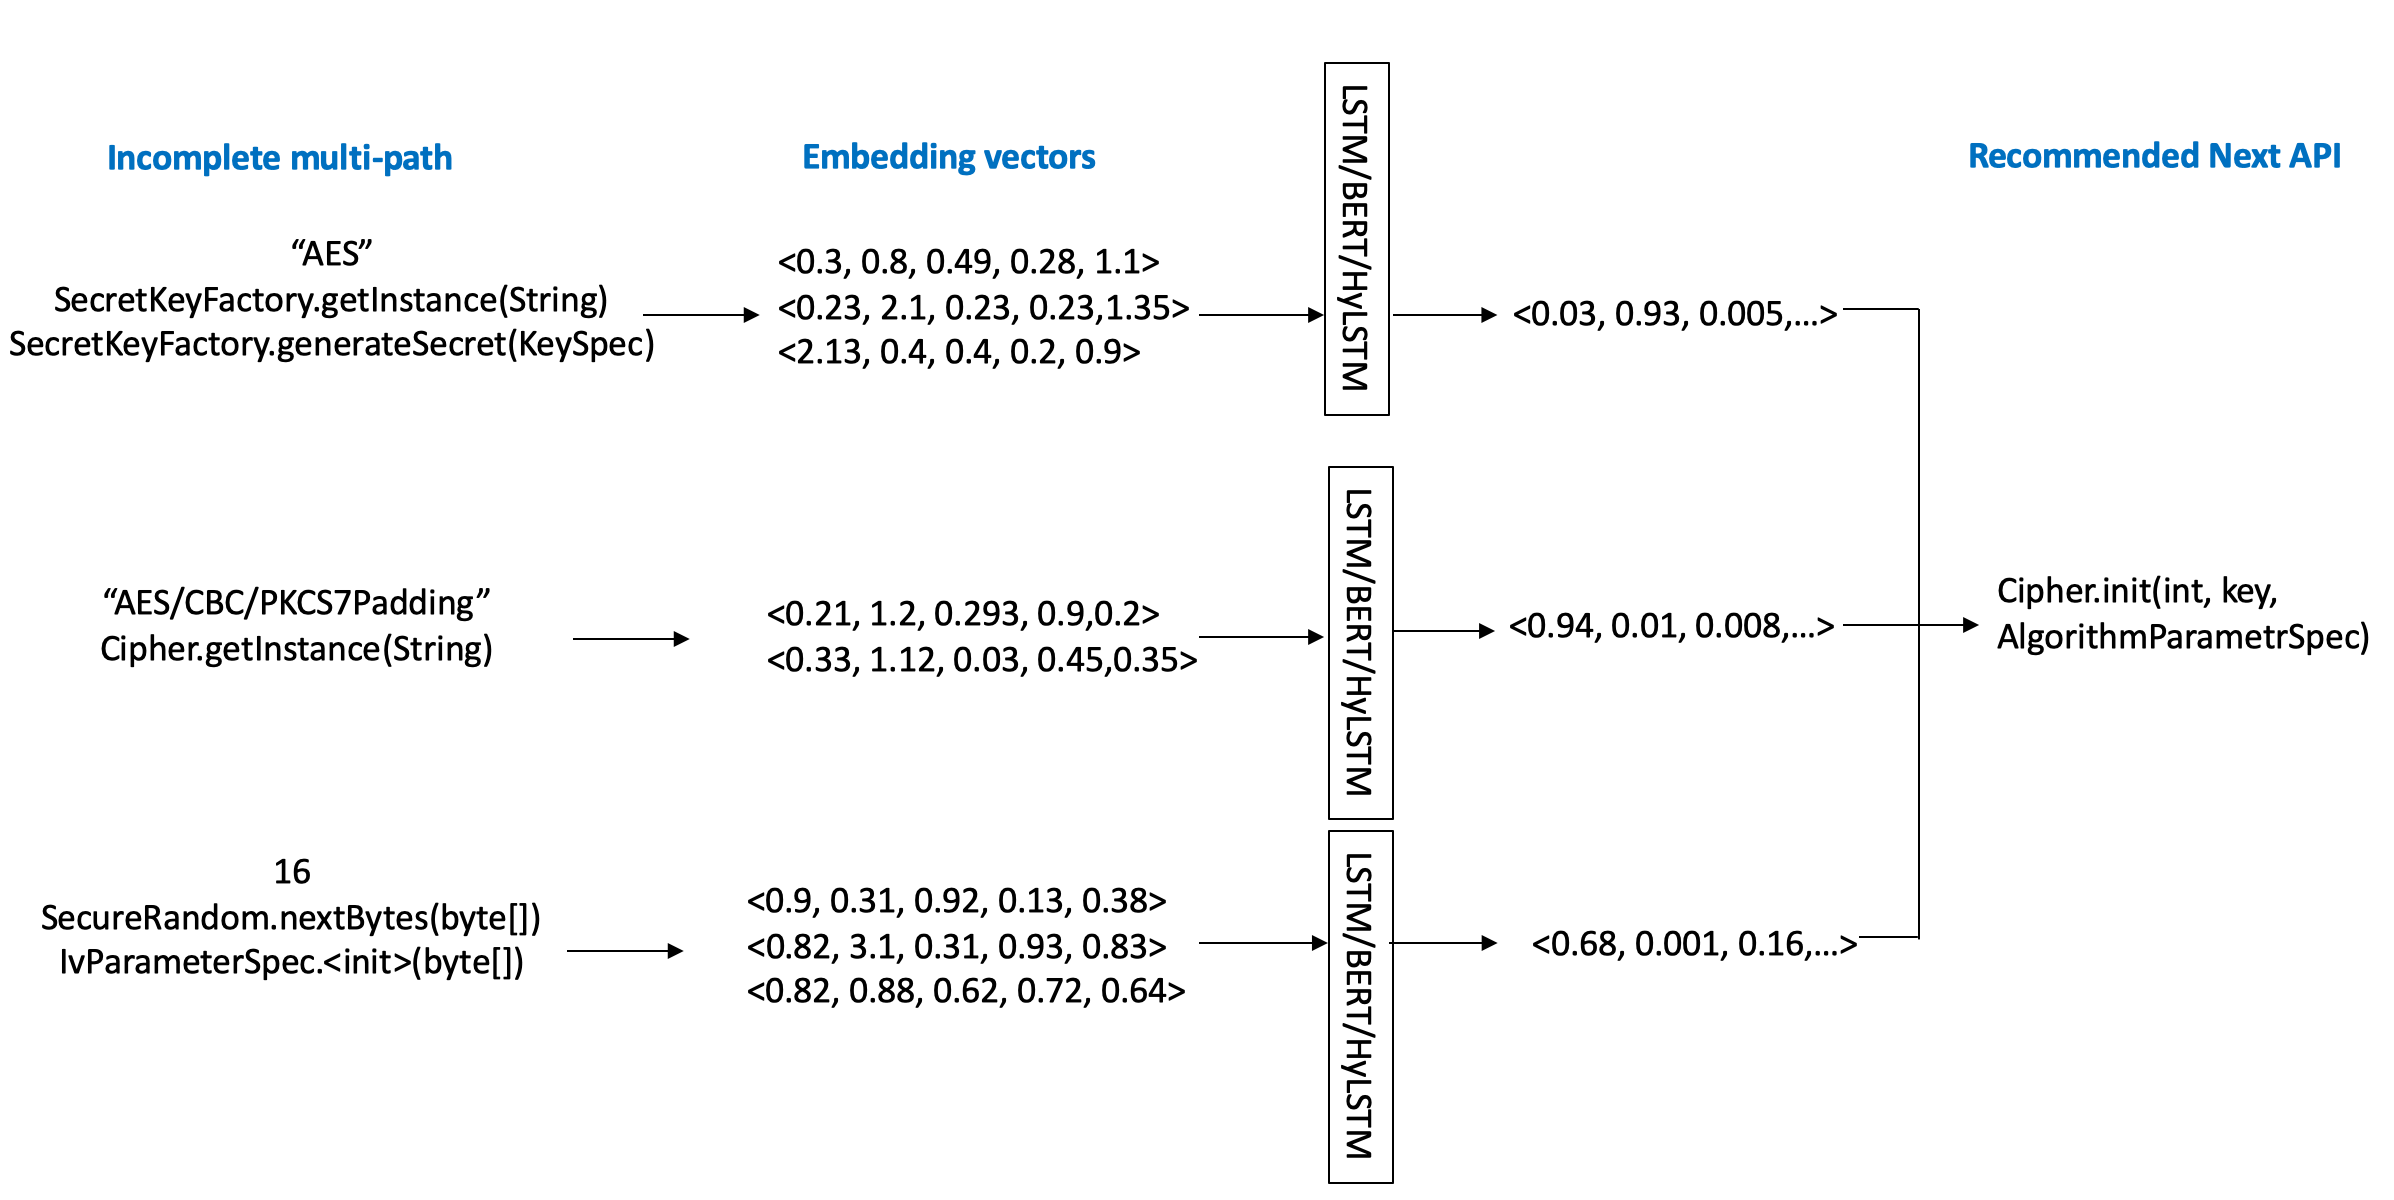 Incomplete multi-path
Embedding vectors
Recommended Next API
“AES”
SecretKeyFactory.getInstance(String)
SecretKeyFactory.generateSecret(KeySpec)
<0.3, 0.8, 0.49, 0.28, 1.1>
<0.23, 2.1, 0.23, 0.23,1.35>
<2.13, 0.4, 0.4, 0.2, 0.9>
LSTM/BERT/HyLSTM
<0.03, 0.93, 0.005,...>
“AES/CBC/PKCS7Padding”
Cipher.getInstance(String)
<0.21, 1.2, 0.293, 0.9,0.2>
<0.33, 1.12, 0.03, 0.45,0.35>
LSTM/BERT/HyLSTM
<0.94, 0.01, 0.008,...>
Cipher.init(int, key,
AlgorithmParametrSpec)
16
SecureRandom.nextBytes(byte[])
IvParameterSpec.<init>(byte[])
<0.9, 0.31, 0.92, 0.13, 0.38>
<0.82, 3.1, 0.31, 0.93, 0.83>
<0.82, 0.88, 0.62, 0.72, 0.64>
LSTM/BERT/HyLSTM
<0.68, 0.001, 0.16,...>